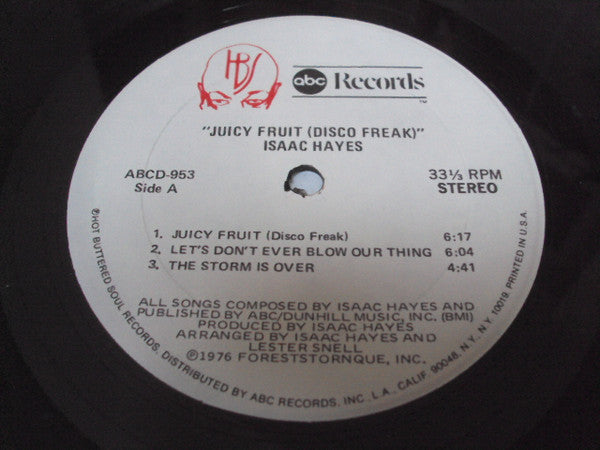 HBS
abc Records
TM
"JUICY FRUIT (DISCO FREAK)"
ISAAC HAYES
ABCD-953
Side A
33⅓ RPM
STEREO
1. JUICY FRUIT (Disco Freak) 6:17
2. LET'S DON'T EVER BLOW OUR THING 6:04
3. THE STORM IS OVER 4:41
ALL SONGS COMPOSED BY ISAAC HAYES AND
PUBLISHED BY ABC/DUNHILL MUSIC, INC. (BMI)
PRODUCED BY ISAAC HAYES
ARRANGED BY ISAAC HAYES AND
LESTER SNELL
Ⓟ1976 FORESTSTORNQUE, INC.
©HOT BUTTERED SOUL RECORDS, DISTRIBUTED BY ABC RECORDS, INC., L.A., CALIF. 90048, N.Y., N.Y. 10019. PRINTED IN U.S.A.